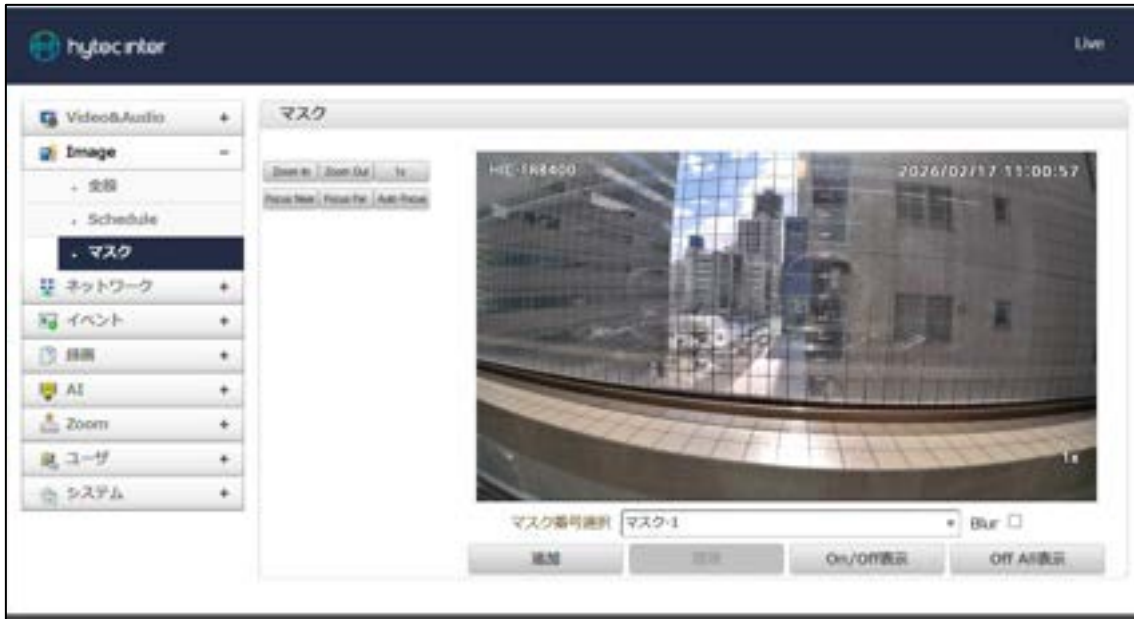 hytec inter
Live
Video&Audio +
マスク
Image -
Zoom In Zoom Out 1x
Focus Near Focus Far Auto Focus
HIC-TR8400
2026/02/17 11:00:57
. 全般
. Schedule
. マスク
ネットワーク +
イベント +
録画 +
AI +
Zoom +
ユーザ +
システム +
1x
マスク番号選択 マスク-1 Blur
追加
On/Off表示 Off All表示